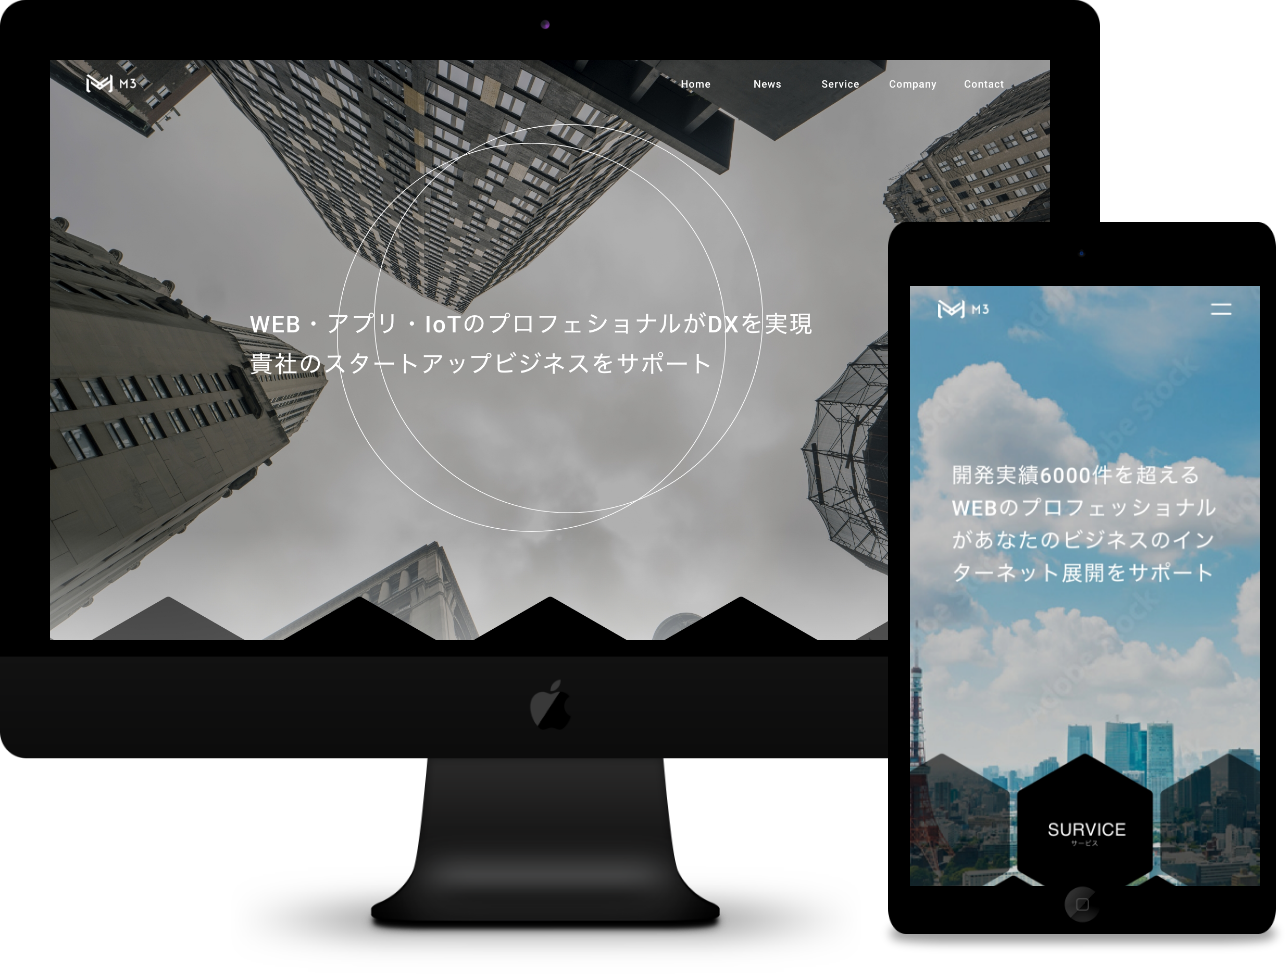 M3
Home News Service Company Contact
WEB・アプリ・IoTのプロフェショナルがDXを実現
貴社のスタートアップビジネスをサポート
M3
開発実績6000件を超える
WEBのプロフェッショナル
があなたのビジネスのイン
ターネット展開をサポート
SURVICE
サービス
Adobe Stock